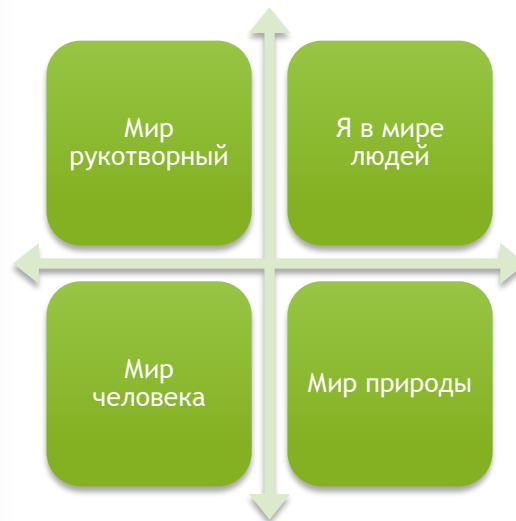 Мир
рукотворный
Я в мире
людей
Мир
человека
Мир природы